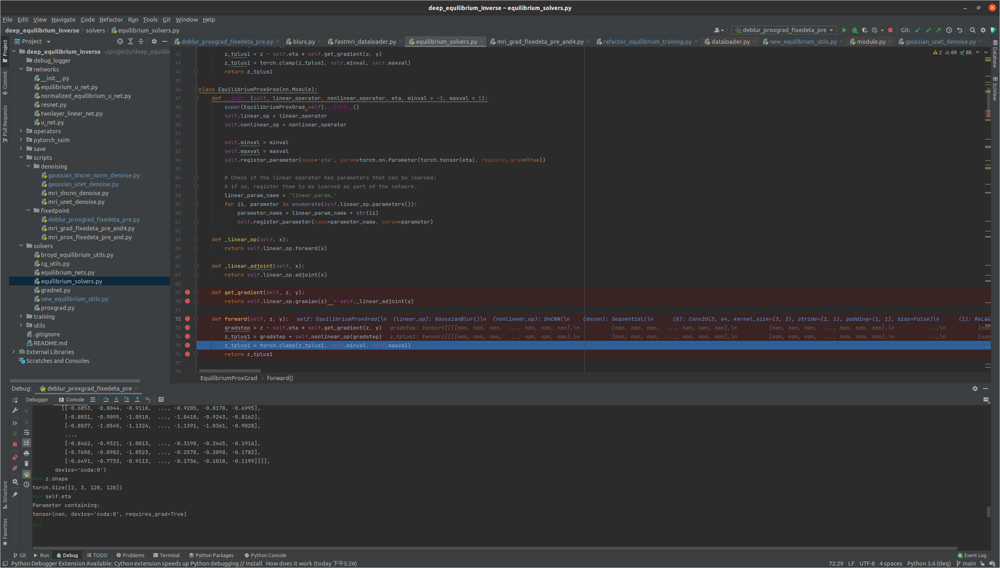 deep_equilibrium_inverse – equilibrium_solvers.py
File Edit View Navigate Code Refactor Run Tools Git Window Help
deep_equilibrium_inverse solvers equilibrium_solvers.py
deblur_proxgrad_fixedeta_pre Git:
Project
deblur_proxgrad_fixedeta_pre.py blurs.py fastmri_dataloader.py equilibrium_solvers.py mri_grad_fixedeta_pre_and4.py refactor_equilibrium_training.py dataloader.py new_equilibrium_utils.py module.py gaussian_unet_denoise.py
Project
Commit
Pull Requests
Structure
Favorites
Database
SciView
deep_equilibrium_inverse ~/projects/deep_equilib
debug_logger
networks
__init__.py
equilibrium_u_net.py
normalized_equilibrium_u_net.py
resnet.py
twolayer_linear_net.py
u_net.py
operators
pytorch_ssim
save
scripts
denoising
gaussian_dncnn_norm_denoise.py
gaussian_unet_denoise.py
mri_dncnn_denoise.py
mri_unet_denoise.py
fixedpoint
deblur_proxgrad_fixedeta_pre.py
mri_grad_fixedeta_pre_and4.py
mri_prox_fixedeta_pre_and.py
solvers
broyd_equilibrium_utils.py
cg_utils.py
equilibrium_nets.py
equilibrium_solvers.py
gradnet.py
new_equilibrium_utils.py
proxgrad.py
training
utils
.gitignore
README.md
External Libraries
Scratches and Consoles
2 69 88
42 z_tplus1 = z - self.eta * self.get_gradient(z, y)
43 z_tplus1 = torch.clamp(z_tplus1, self.minval, self.maxval)
44 return z_tplus1
45
46 class EquilibriumProxGrad(nn.Module):
47 def __init__(self, linear_operator, nonlinear_operator, eta, minval = -1, maxval = 1):
48 super(EquilibriumProxGrad,self).__init__()
49 self.linear_op = linear_operator
50 self.nonlinear_op = nonlinear_operator
51
52 self.minval = minval
53 self.maxval = maxval
54 self.register_parameter(name='eta', param=torch.nn.Parameter(torch.tensor(eta), requires_grad=True))
55
56 # Check if the linear operator has parameters that can be learned:
57 # if so, register them to be learned as part of the network.
58 linear_param_name = 'linear_param_'
59 for ii, parameter in enumerate(self.linear_op.parameters()):
60 parameter_name = linear_param_name + str(ii)
61 self.register_parameter(name=parameter_name, param=parameter)
62
63 def _linear_op(self, x):
64 return self.linear_op.forward(x)
65
66 def _linear_adjoint(self, x):
67 return self.linear_op.adjoint(x)
68
69 def get_gradient(self, z, y):
70 return self.linear_op.gramian(z) - self._linear_adjoint(y)
71
72 def forward(self, z, y): self: EquilibriumProxGrad(\n (linear_op): GaussianBlur()\n (nonlinear_op): DnCNN(\n (dncnn): Sequential(\n (0): Conv2d(3, 64, kernel_size=(3, 3), stride=(1, 1), padding=(1, 1), bias=False)\n (1): ReLU(
73 gradstep = z - self.eta * self.get_gradient(z, y) gradstep: tensor([[[[nan, nan, nan, ..., nan, nan, nan],\n [nan, nan, nan, ..., nan, nan, nan],\n [nan, nan, nan, ..., nan, nan, nan],\n ...,\n [nan
74 z_tplus1 = gradstep + self.nonlinear_op(gradstep) z_tplus1: tensor([[[[nan, nan, nan, ..., nan, nan, nan],\n [nan, nan, nan, ..., nan, nan, nan],\n [nan, nan, nan, ..., nan, nan, nan],\n ...,\n [nan
75 z_tplus1 = torch.clamp(z_tplus1, self.minval, self.maxval)
76 return z_tplus1
77
78
EquilibriumProxGrad forward()
Debug: deblur_proxgrad_fixedeta_pre
Debugger Console
[[-0.6853, -0.8044, -0.9110, ..., -0.9205, -0.8178, -0.6995],
[-0.8031, -0.9095, -1.0510, ..., -1.0418, -0.9243, -0.8162],
[-0.8837, -1.0545, -1.1324, ..., -1.1391, -1.0361, -0.9028],
...,
[-0.8462, -0.9321, -1.0813, ..., -0.3198, -0.2445, -0.1916],
[-0.7650, -0.8982, -1.0523, ..., -0.2578, -0.2090, -0.1782],
[-0.6491, -0.7733, -0.9113, ..., -0.1736, -0.1018, -0.1199]]]],
device='cuda:0')
>>> z.shape
torch.Size([2, 3, 128, 128])
>>> self.eta
Parameter containing:
tensor(nan, device='cuda:0', requires_grad=True)
>>>
Git Run Debug TODO Problems Terminal Python Packages Python Console 6 Event Log
Python Debugger Extension Available: Cython extension speeds up Python debugging // Install How does it work (today 下午5:26) 72:29 LF UTF-8 4 spaces Python 3.6 (deq) main